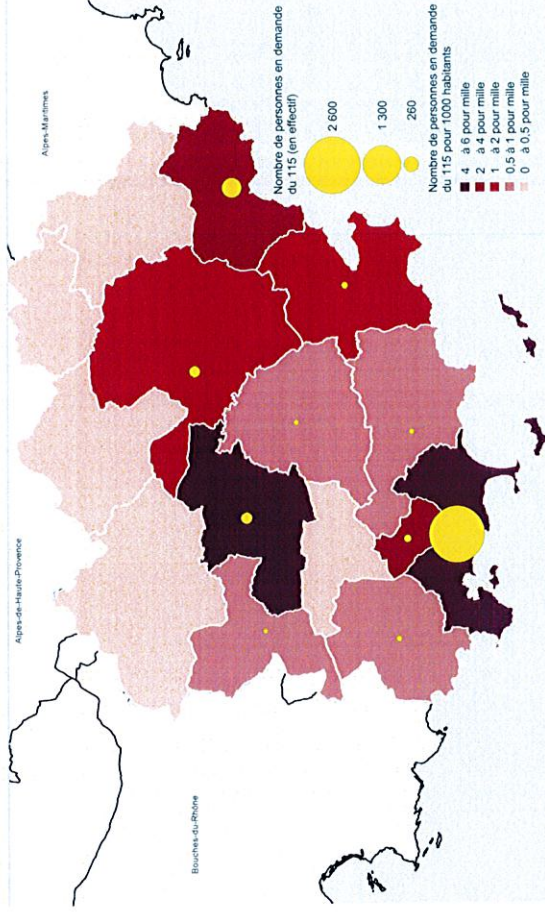 Alpes-de-Haute-Provence
Alpes-Maritimes
Bouches-du-Rhône
Nombre de personnes en demande
du 115 (en effectif)
2 600
1 300
260
Nombre de personnes en demande
du 115 pour 1000 habitants
4 à 6 pour mille
2 à 4 pour mille
1 à 2 pour mille
0,5 à 1 pour mille
0 à 0,5 pour mille